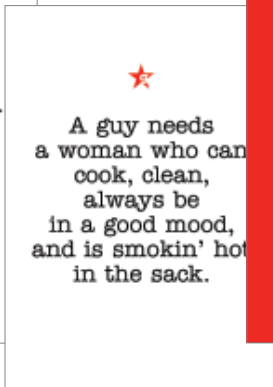 A guy needs
a woman who can
cook, clean,
always be
in a good mood,
and is smokin' hot
in the sack.